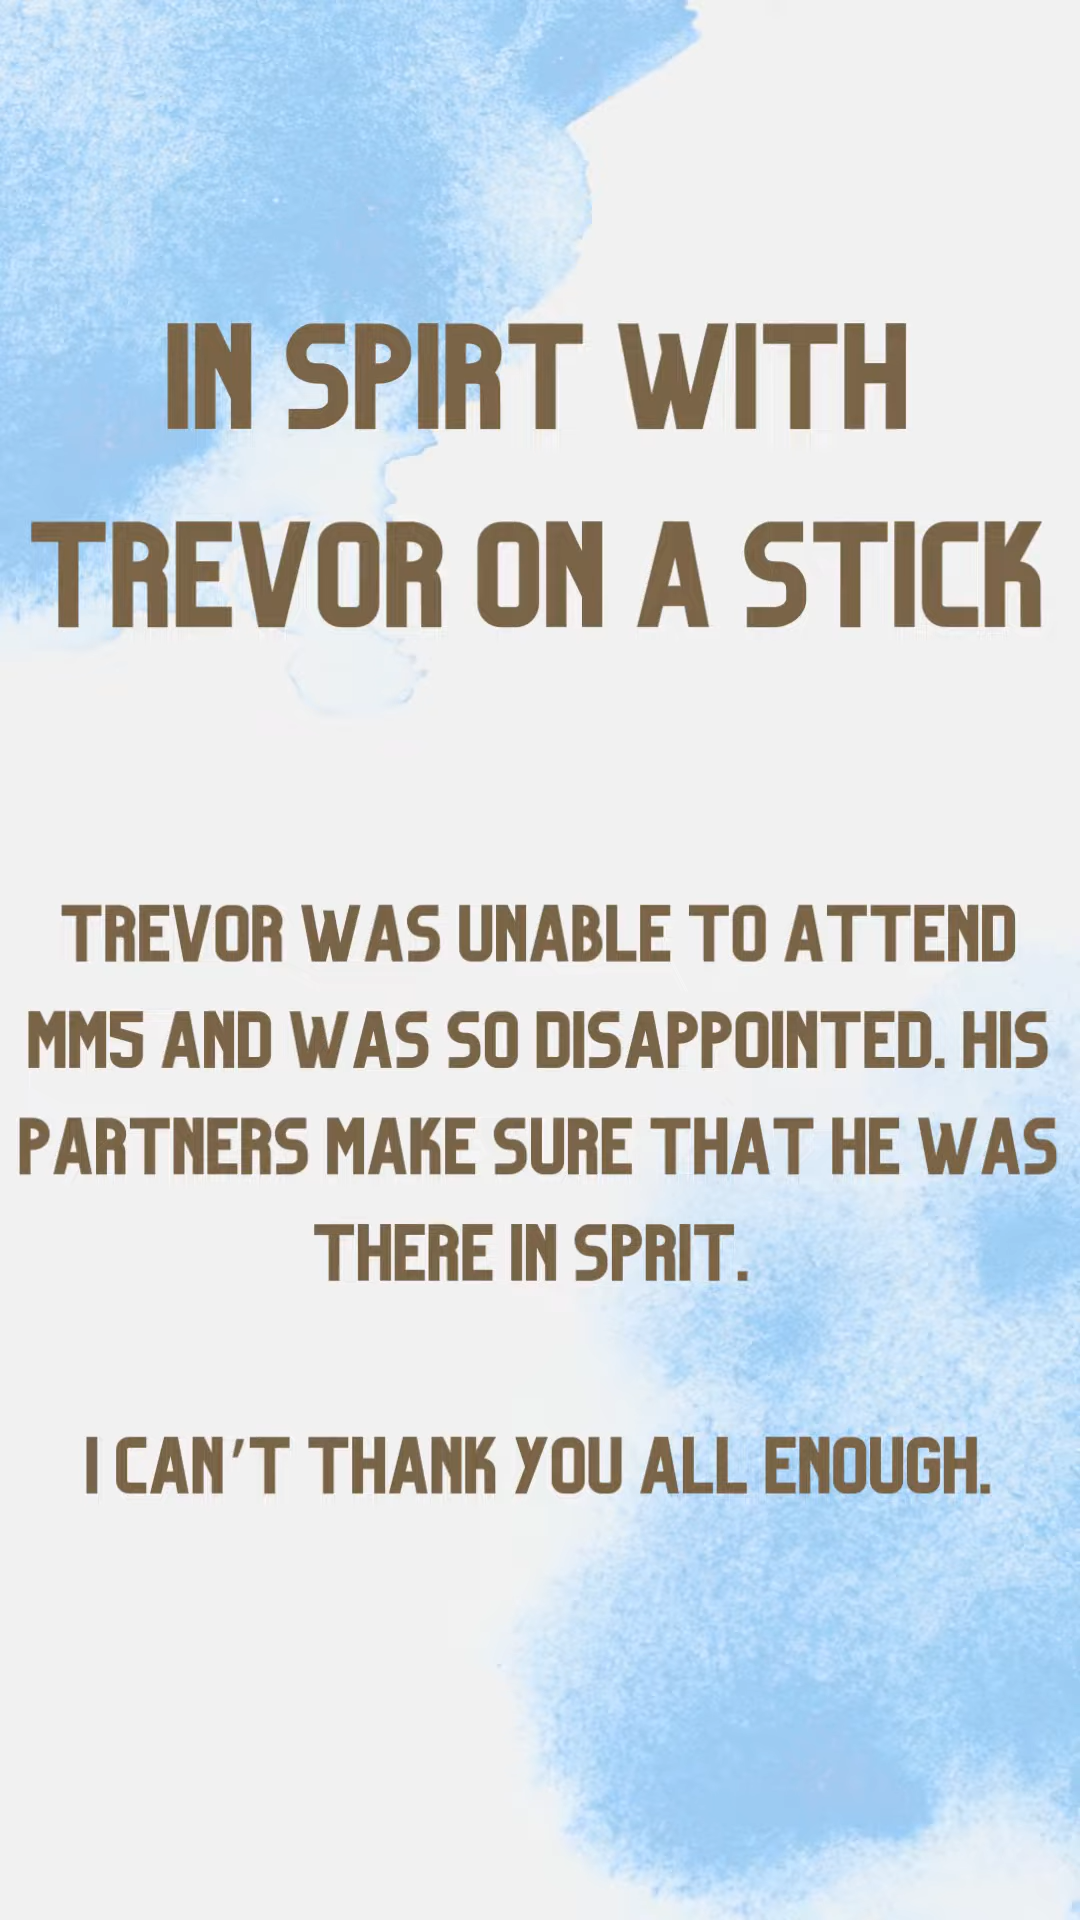 IN SPIRT WITH
TREVOR ON A STICK
TREVOR WAS UNABLE TO ATTEND
MM5 AND WAS SO DISAPPOINTED. HIS
PARTNERS MAKE SURE THAT HE WAS
THERE IN SPRIT.
I CAN'T THANK YOU ALL ENOUGH.